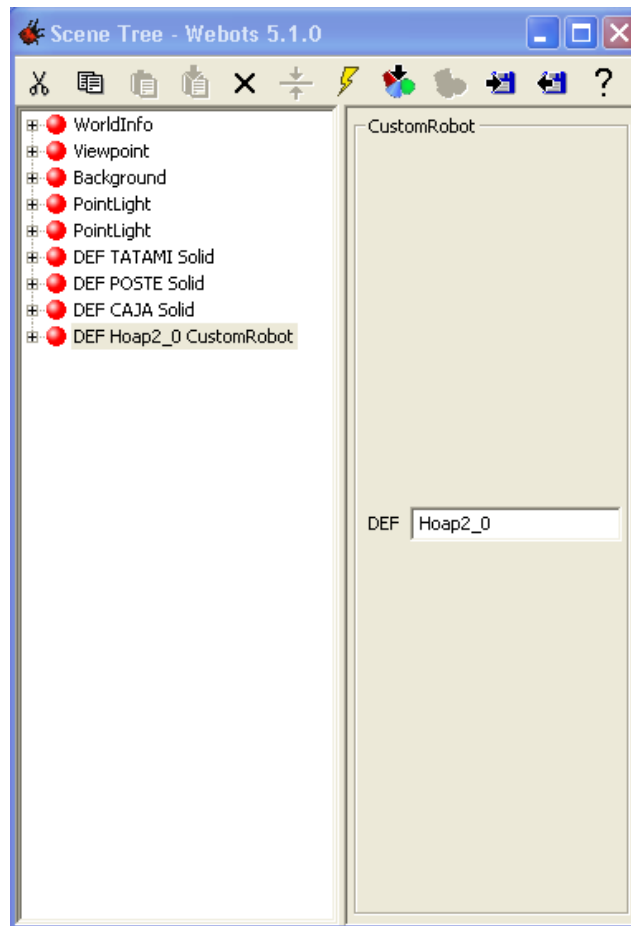 Scene Tree - Webots 5.1.0
?
WorldInfo
CustomRobot
Viewpoint
Background
PointLight
PointLight
DEF TATAMI Solid
DEF POSTE Solid
DEF CAJA Solid
DEF Hoap2_0 CustomRobot
DEF Hoap2_0